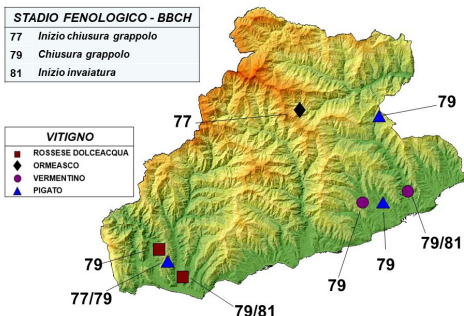 STADIO FENOLOGICO - BBCH
77 Inizio chiusura grappolo
79 Chiusura grappolo
81 Inizio invaiatura
77
79
VITIGNO
ROSSESE DOLCEACQUA
ORMEASCO
VERMENTINO
PIGATO
79/81
79
79
79
77/79
79/81